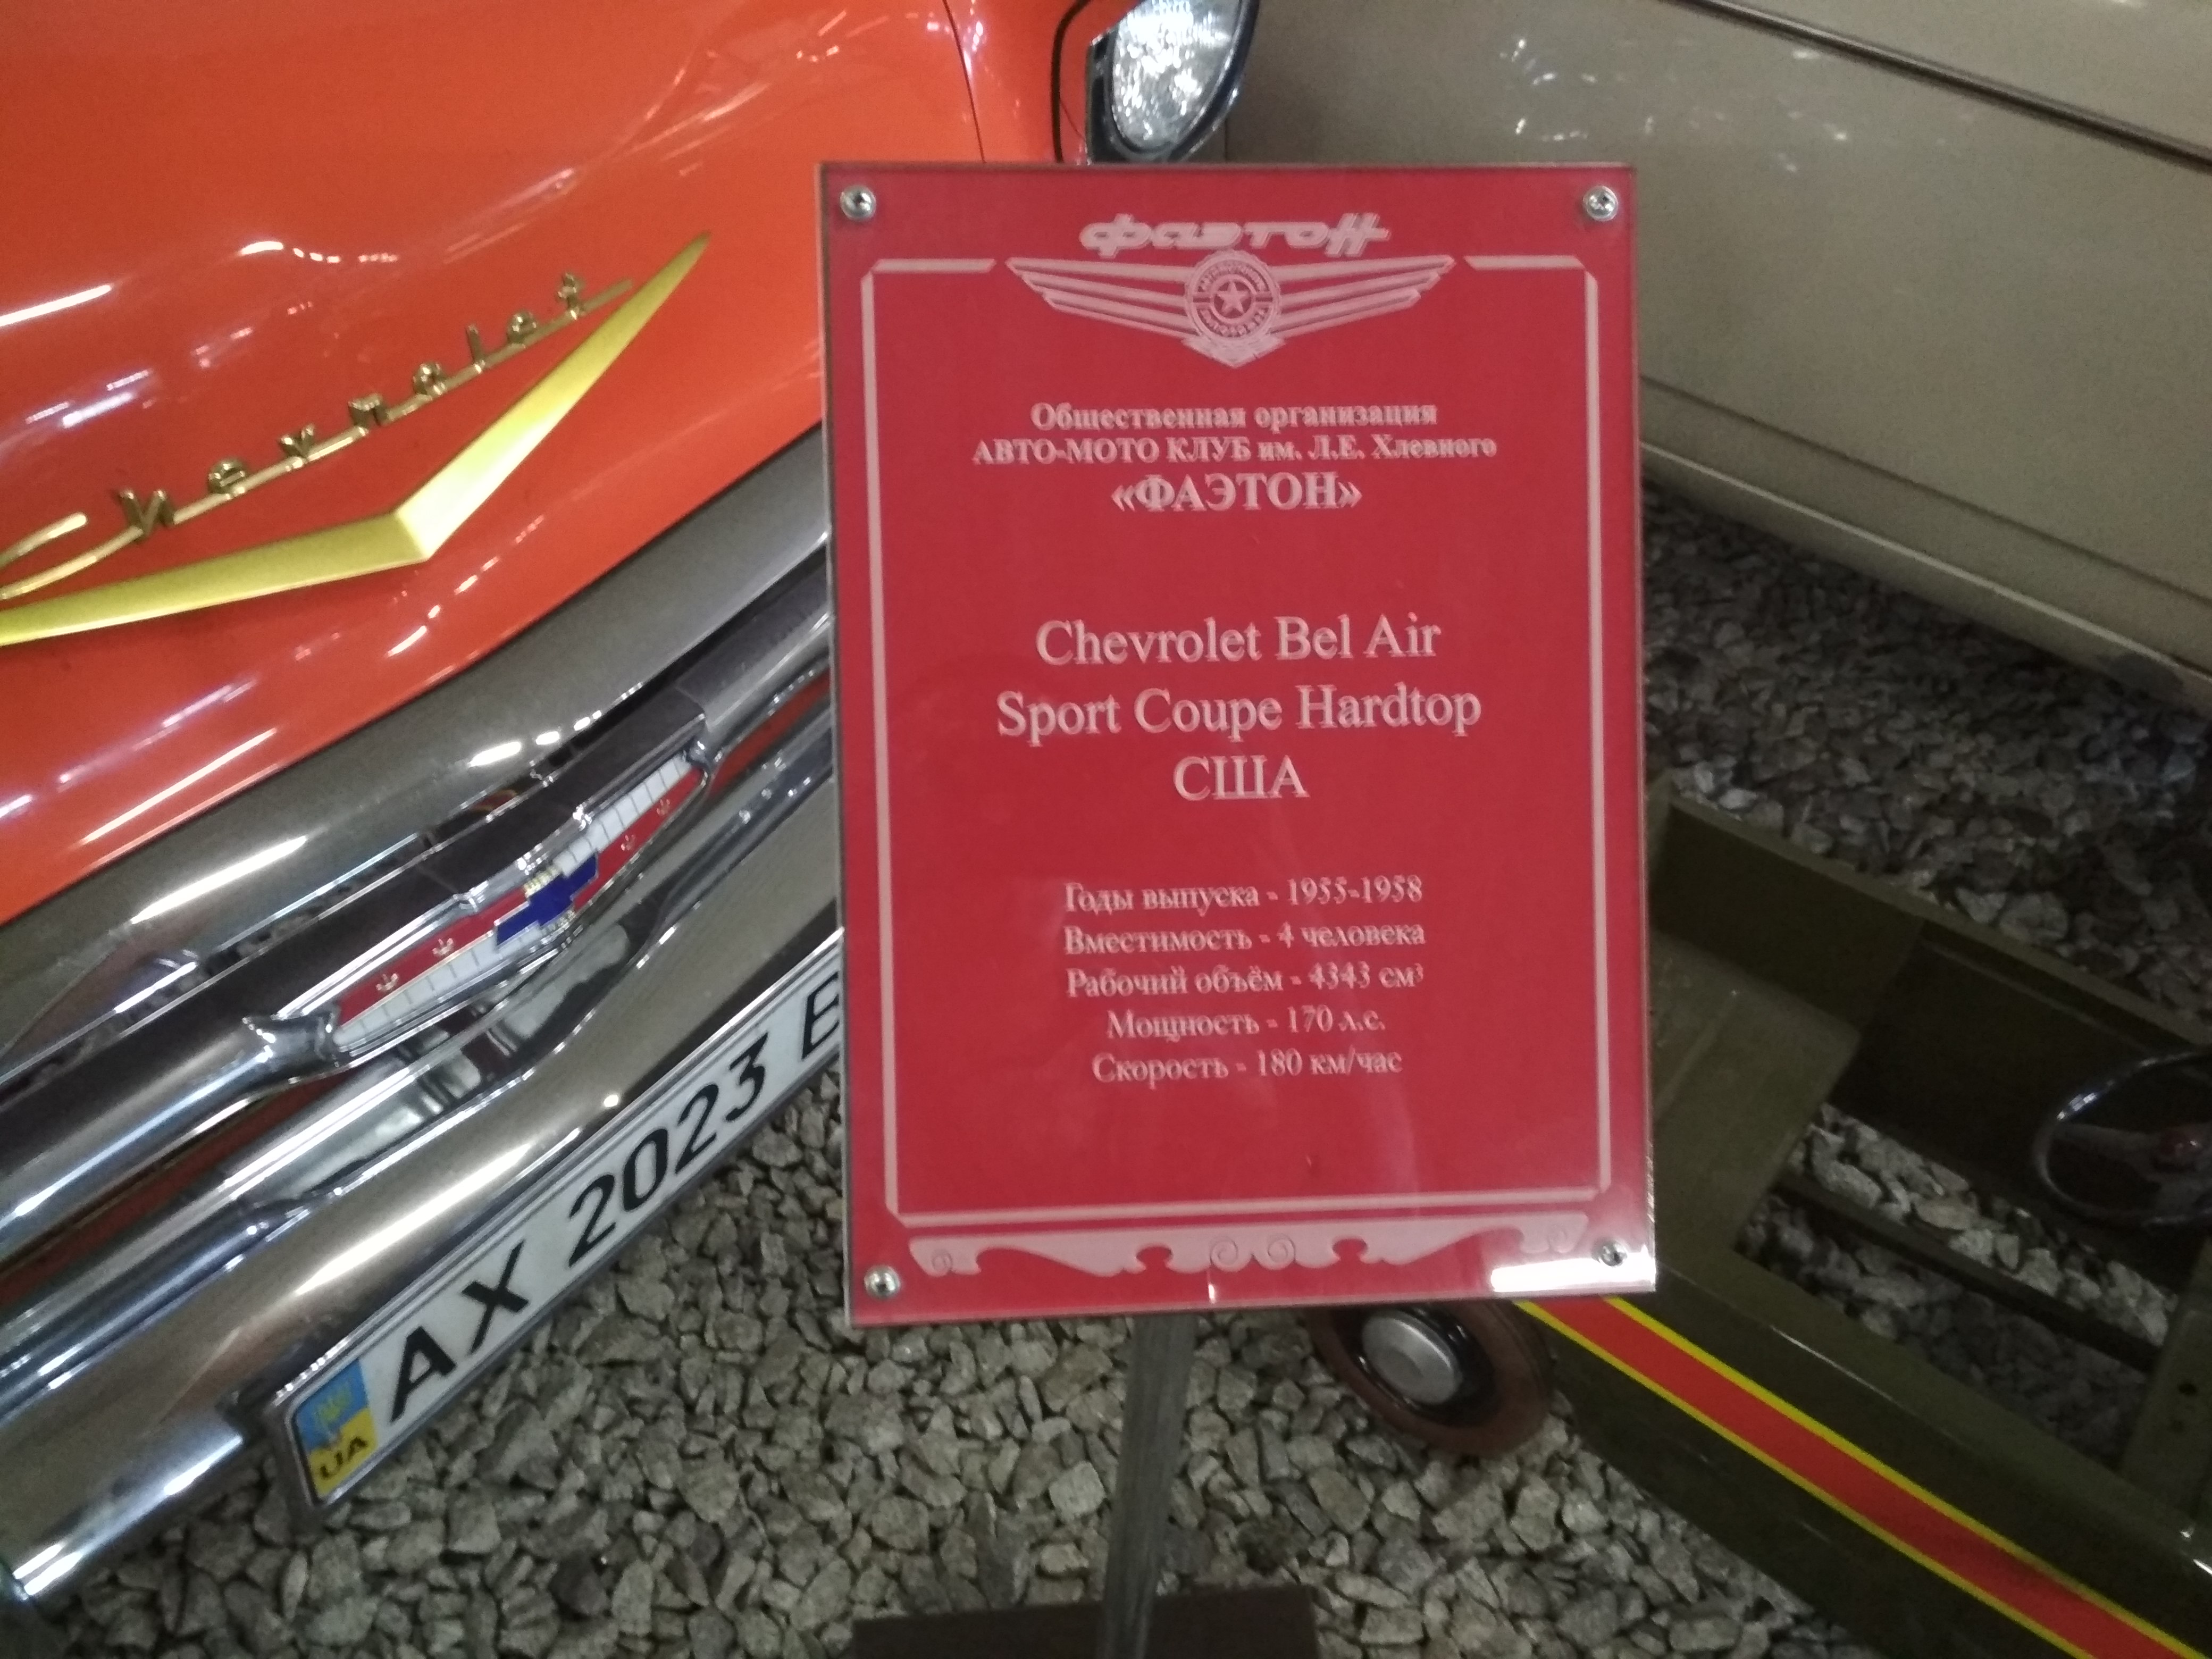 Chevrolet
фаэтон
Общественная организация
АВТО-МОТО КЛУБ им. Л.Е. Хлевного
«ФАЭТОН»
Chevrolet Bel Air
Sport Coupe Hardtop
США
Годы выпуска - 1955-1958
Вместимость - 4 человека
Рабочий объём - 4343 см³
Мощность - 170 л.с.
Скорость - 180 км/час
AX 2023
UA